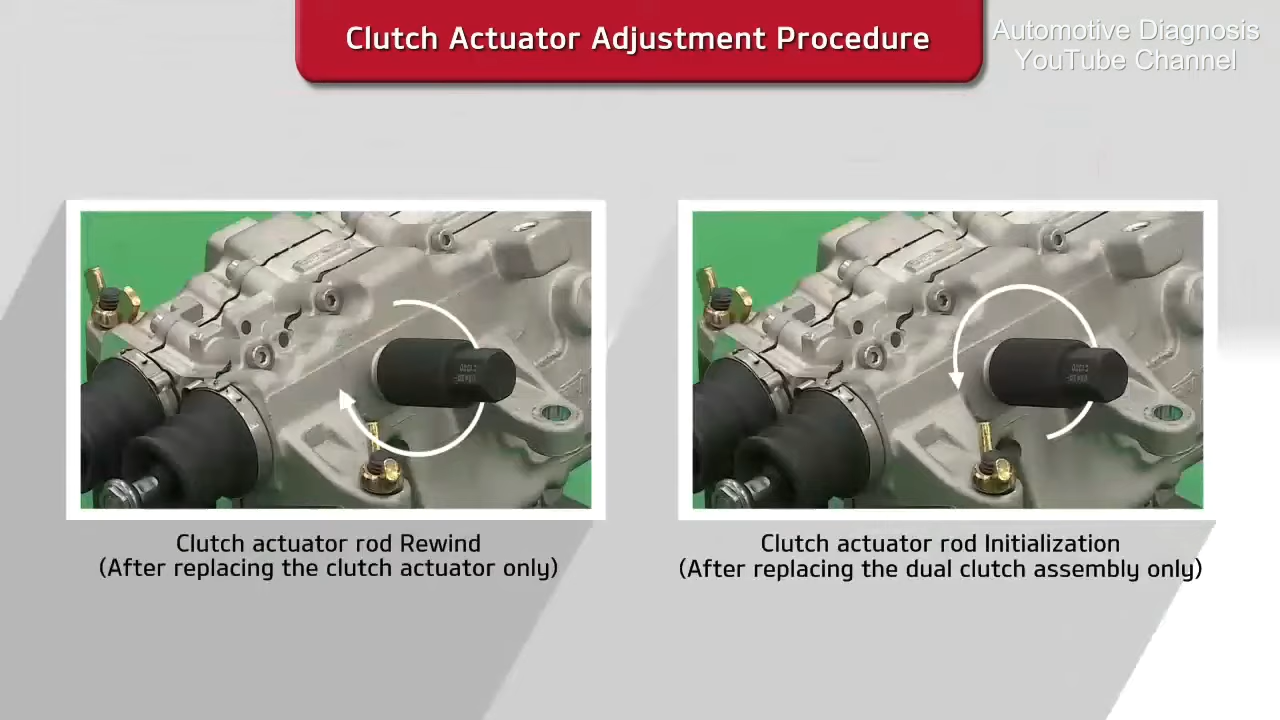 Clutch Actuator Adjustment Procedure
Automotive Diagnosis
YouTube Channel
Clutch actuator rod Rewind
(After replacing the clutch actuator only)
Clutch actuator rod Initialization
(After replacing the dual clutch assembly only)